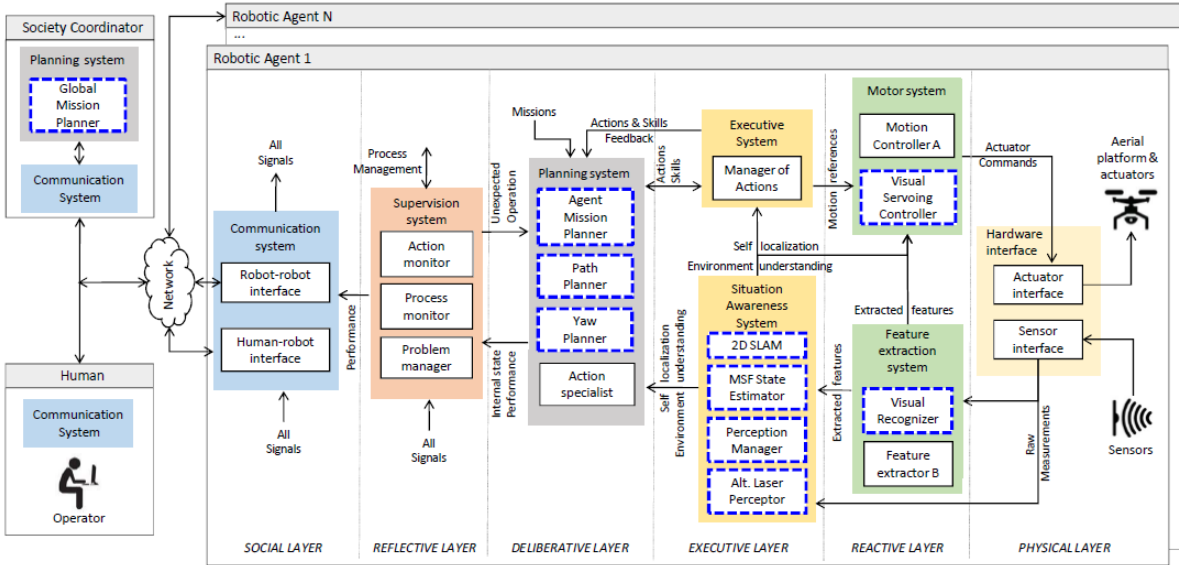 Society Coordinator
Planning system
Global
Mission
Planner
Communication
System
Human
Communication
System
Operator
Network
Robotic Agent N
...
Robotic Agent 1
All
Signals
Communication
system
Robot-robot
interface
Human-robot
interface
All
Signals
SOCIAL LAYER
Performance
Process
Management
Supervision
system
Action
monitor
Process
monitor
Problem
manager
All
Signals
REFLECTIVE LAYER
Unexpected
Operation
Internal state
Performance
Missions
Actions & Skills
Feedback
Planning system
Agent
Mission
Planner
Path
Planner
Yaw
Planner
Action
specialist
DELIBERATIVE LAYER
Actions
Skills
Self localization
Environment understanding
Executive
System
Manager of
Actions
Self localization
Environment understanding
Situation
Awareness
System
2D SLAM
MSF State
Estimator
Perception
Manager
Alt. Laser
Perceptor
EXECUTIVE LAYER
Motion references
Extracted features
Motor system
Motion
Controller A
Visual
Servoing
Controller
Extracted features
Feature
extraction
system
Visual
Recognizer
Feature
extractor B
REACTIVE LAYER
Actuator
Commands
Hardware
interface
Actuator
interface
Sensor
interface
Raw
Measurements
PHYSICAL LAYER
Aerial
platform &
actuators
Sensors